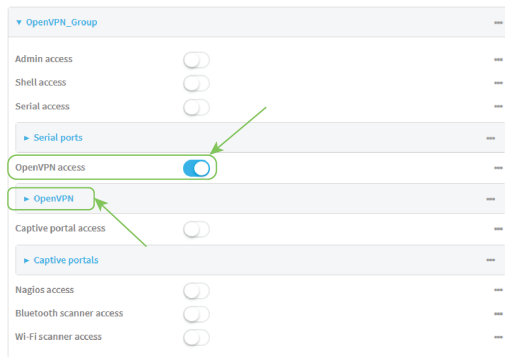 OpenVPN_Group
Admin access
Shell access
Serial access
Serial ports
OpenVPN access
OpenVPN
Captive portal access
Captive portals
Nagios access
Bluetooth scanner access
Wi-Fi scanner access